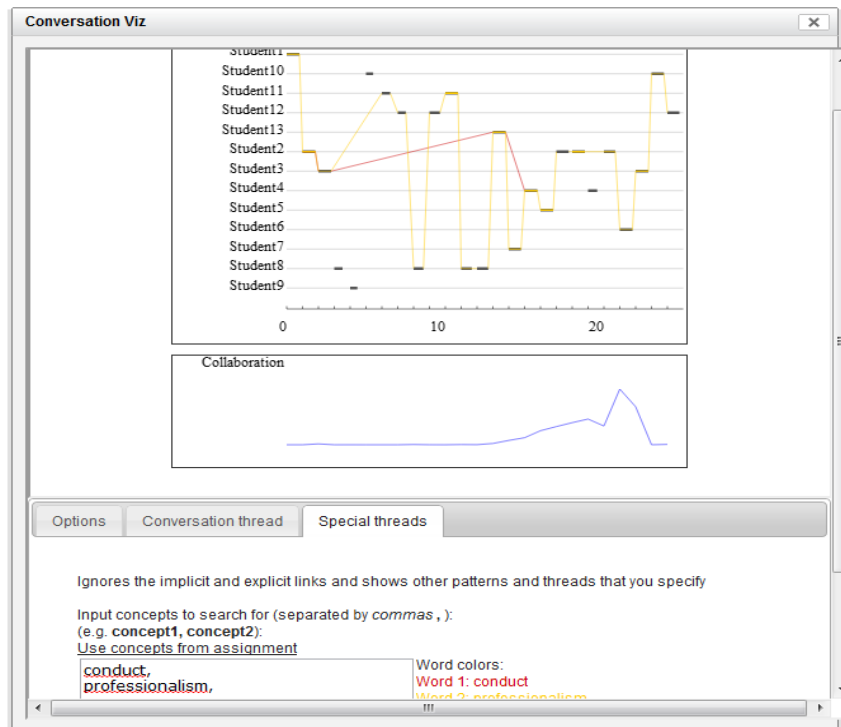 Conversation Viz
Student1
Student10
Student11
Student12
Student13
Student2
Student3
Student4
Student5
Student6
Student7
Student8
Student9
0 10 20
Collaboration
Options Conversation thread Special threads
Ignores the implicit and explicit links and shows other patterns and threads that you specify
Input concepts to search for (separated by commas , ):
(e.g. concept1, concept2):
Use concepts from assignment
conduct,
professionalism,
Word colors:
Word 1: conduct
Word 2: professionalism